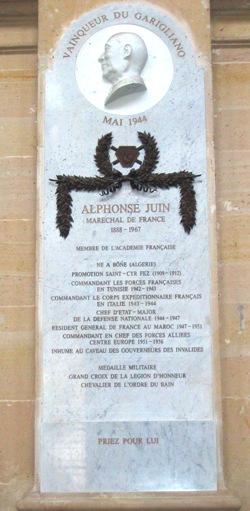 VAINQUEUR DU GARIGLIANO
MAI 1944
ALPHONSE JUIN
MARECHAL DE FRANCE
1888 - 1967
MEMBRE DE L'ACADEMIE FRANÇAISE
NE A BÔNE (ALGERIE)
PROMOTION SAINT-CYR FEZ (1909-1912)
COMMANDANT LES FORCES FRANÇAISES
EN TUNISIE 1942-1943
COMMANDANT LE CORPS EXPEDITIONNAIRE FRANÇAIS
EN ITALIE 1943-1944
CHEF D'ETAT-MAJOR
DE LA DEFENSE NATIONALE 1944-1947
RESIDENT GENERAL DE FRANCE AU MAROC 1947-1951
COMMANDANT EN CHEF DES FORCES ALLIEES
CENTRE EUROPE 1951-1956
INHUME AU CAVEAU DES GOUVERNEURS DES INVALIDES
MEDAILLE MILITAIRE
GRAND CROIX DE LA LEGION D'HONNEUR
CHEVALIER DE L'ORDRE DU BAIN
PRIEZ POUR LUI